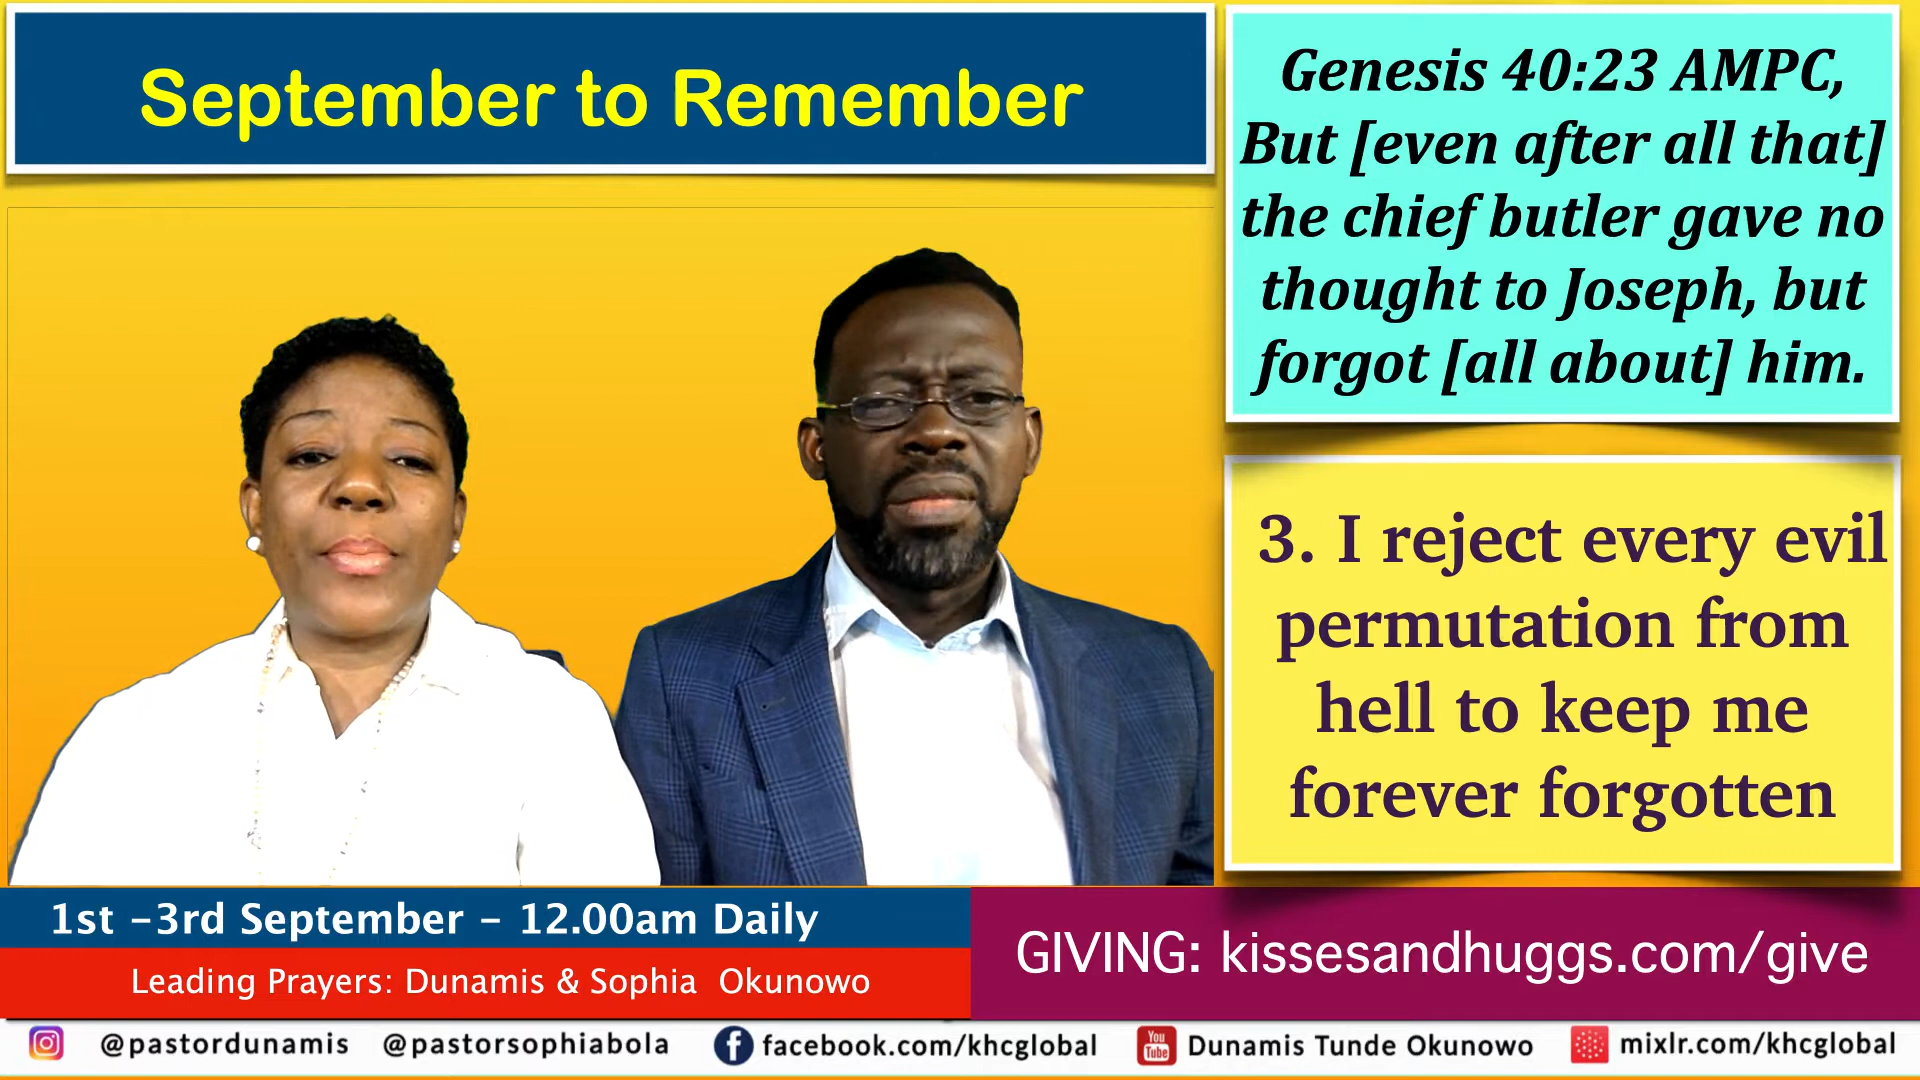 September to Remember
Genesis 40:23 AMPC,
But [even after all that]
the chief butler gave no
thought to Joseph, but
forgot [all about] him.
3. I reject every evil
permutation from
hell to keep me
forever forgotten
1st -3rd September - 12.00am Daily
Leading Prayers: Dunamis & Sophia Okunowo
GIVING: kissesandhuggs.com/give
@pastordunamis @pastorsophiabola facebook.com/khcglobal You Tube Dunamis Tunde Okunowo mixlr.com/khcglobal